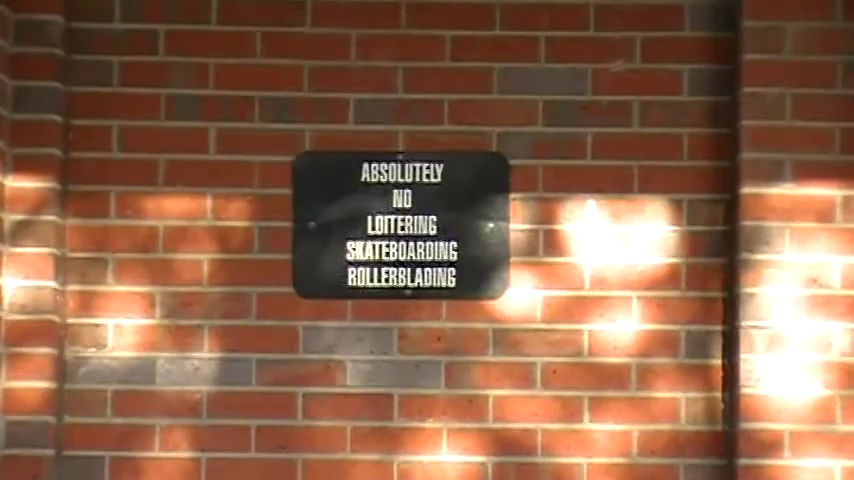 ABSOLUTELY
NO
LOITERING
SKATEBOARDING
ROLLERBLADING